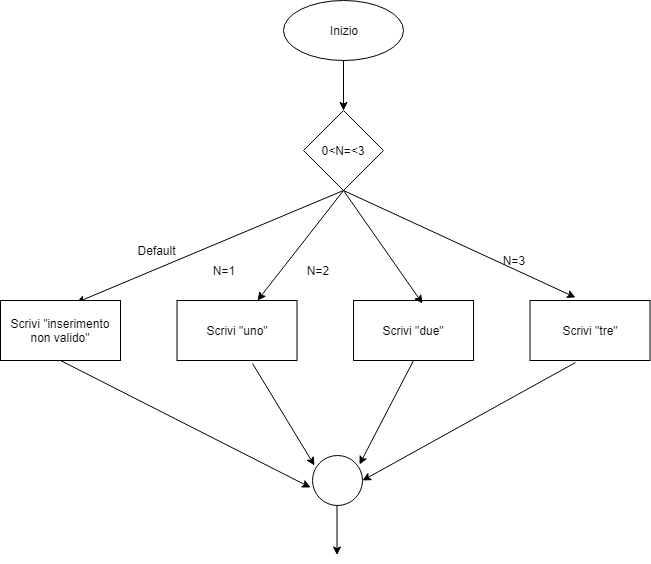 Inizio
0<N=<3
Default
N=1
N=2
N=3
Scrivi "inserimento
non valido"
Scrivi "uno"
Scrivi "due"
Scrivi "tre"